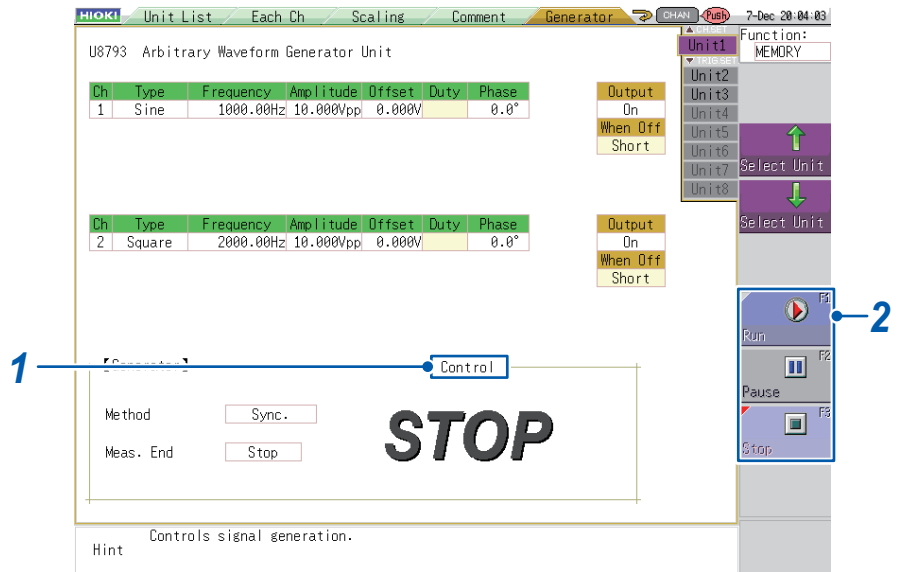 HIOKI Unit List Each Ch Scaling Comment Generator CHAN Push 7-Dec 20:04:03
U8793 Arbitrary Waveform Generator Unit
▲ CH.SET
Unit1
▼ TRIG.SET
Unit2
Unit3
Unit4
Unit5
Unit6
Unit7
Unit8
Function:
MEMORY
Select Unit
Select Unit
Ch Type Frequency Amplitude Offset Duty Phase
1 Sine 1000.00Hz 10.000Vpp 0.000V 0.0°
Output
On
When Off
Short
Ch Type Frequency Amplitude Offset Duty Phase
2 Square 2000.00Hz 10.000Vpp 0.000V 0.0°
Output
On
When Off
Short
F1
Run
2
F2
Pause
F3
Stop
1
【Generator】
Control
Method Sync.
Meas. End Stop
STOP
Controls signal generation.
Hint